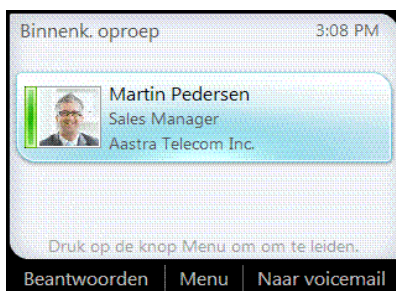 Binnenk. oproep 3:08 PM
Martin Pedersen
Sales Manager
Aastra Telecom Inc.
Druk op de knop Menu om om te leiden.
Beantwoorden | Menu | Naar voicemail